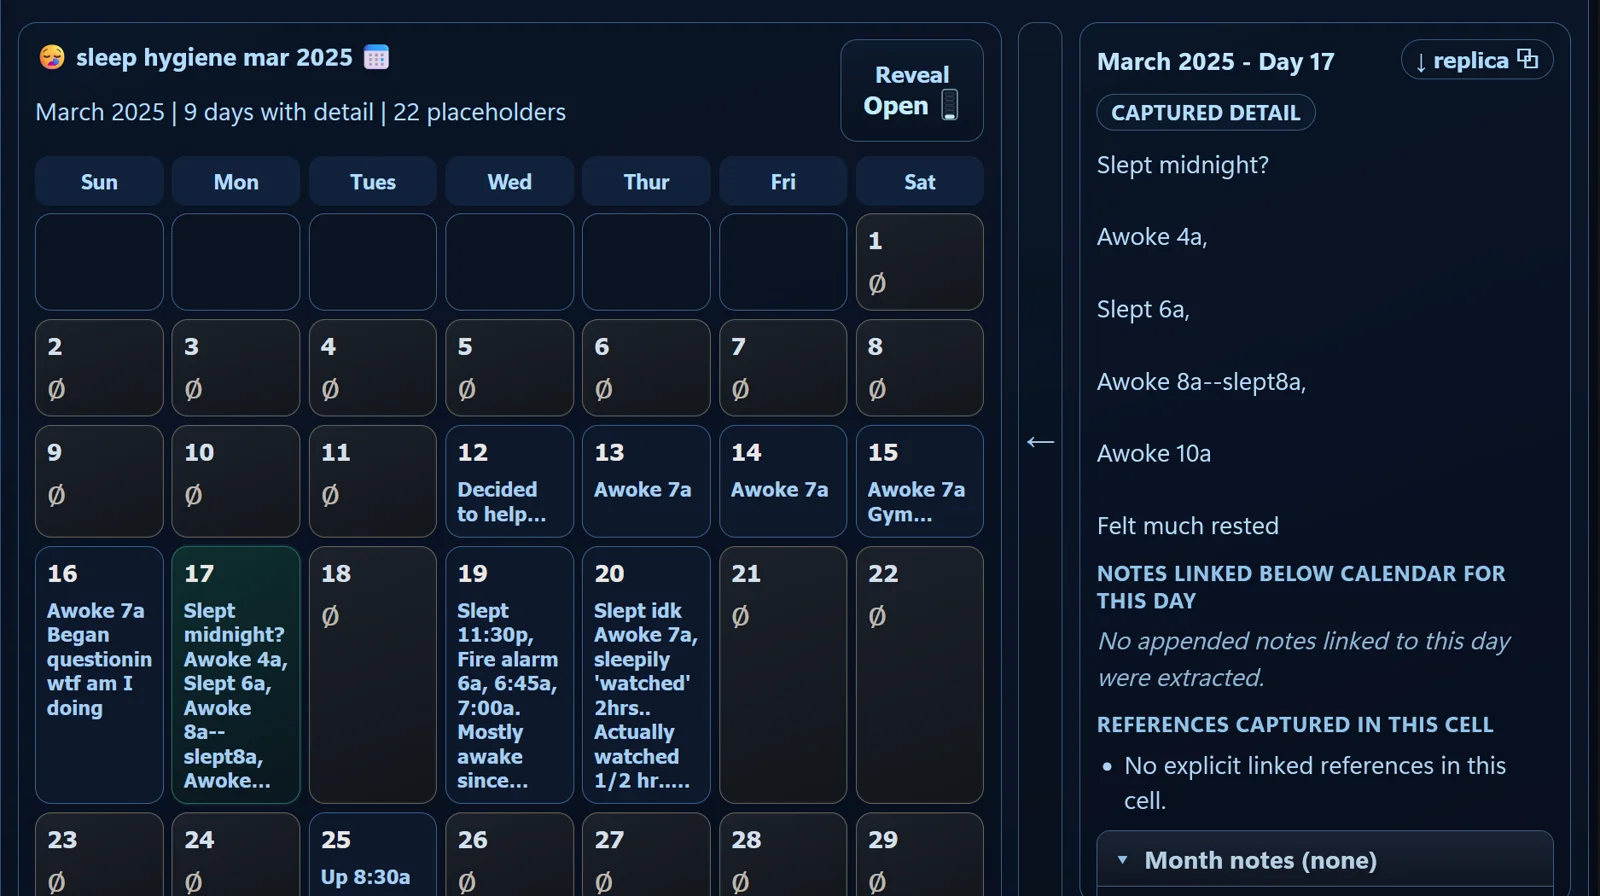 😪 sleep hygiene mar 2025 🗓
March 2025 | 9 days with detail | 22 placeholders
Reveal
Open
Sun Mon Tues Wed Thur Fri Sat
1
Ø
2 3 4 5 6 7 8
Ø Ø Ø Ø Ø Ø Ø
9
Ø
10
Ø
11
Ø
12
Decided
to help...
13
Awoke 7a
14
Awoke 7a
15
Awoke 7a
Gym...
16
Awoke 7a
Began
questionin
wtf am I
doing
17
Slept
midnight?
Awoke 4a,
Slept 6a,
Awoke
8a--
slept8a,
Awoke...
18
Ø
19
Slept
11:30p,
Fire alarm
6a, 6:45a,
7:00a.
Mostly
awake
since...
20
Slept idk
Awoke 7a,
sleepily
'watched'
2hrs..
Actually
watched
1/2 hr.....
21
Ø
22
Ø
23
Ø
24
Ø
25
Up 8:30a
26
Ø
27
Ø
28
Ø
29
Ø
←
March 2025 - Day 17
↓ replica
CAPTURED DETAIL
Slept midnight?
Awoke 4a,
Slept 6a,
Awoke 8a--slept8a,
Awoke 10a
Felt much rested
NOTES LINKED BELOW CALENDAR FOR
THIS DAY
No appended notes linked to this day
were extracted.
REFERENCES CAPTURED IN THIS CELL
• No explicit linked references in this
cell.
▾ Month notes (none)